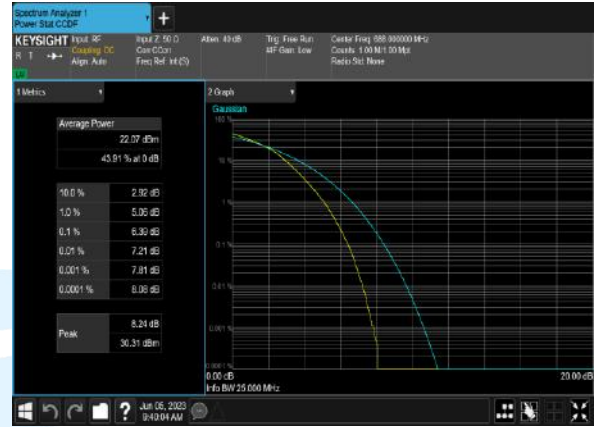 Spectrum Analyzer 1
Power Stat CCDF
+
KEYSIGHT
R T
Input: RF
Coupling: DC
Align: Auto
Input Z: 50 Ω
Corr CCorr
Freq Ref: Int (S)
Atten: 40 dB
Trig: Free Run
#IF Gain: Low
Center Freq: 688.000000 MHz
Counts: 1.00 M/1.00 Mpt
Radio Std: None
1 Metrics
Average Power
22.07 dBm
43.91 % at 0 dB
10.0 % 2.92 dB
1.0 % 5.06 dB
0.1 % 6.39 dB
0.01 % 7.21 dB
0.001 % 7.81 dB
0.0001 % 8.08 dB
Peak
8.24 dB
30.31 dBm
2 Graph
Gaussian
100 %
10 %
1 %
0.1 %
0.01 %
0.001 %
0.0001 %
0.00 dB
20.00 dB
Info BW 25.000 MHz
?
Jun 05, 2023
9:40:04 AM